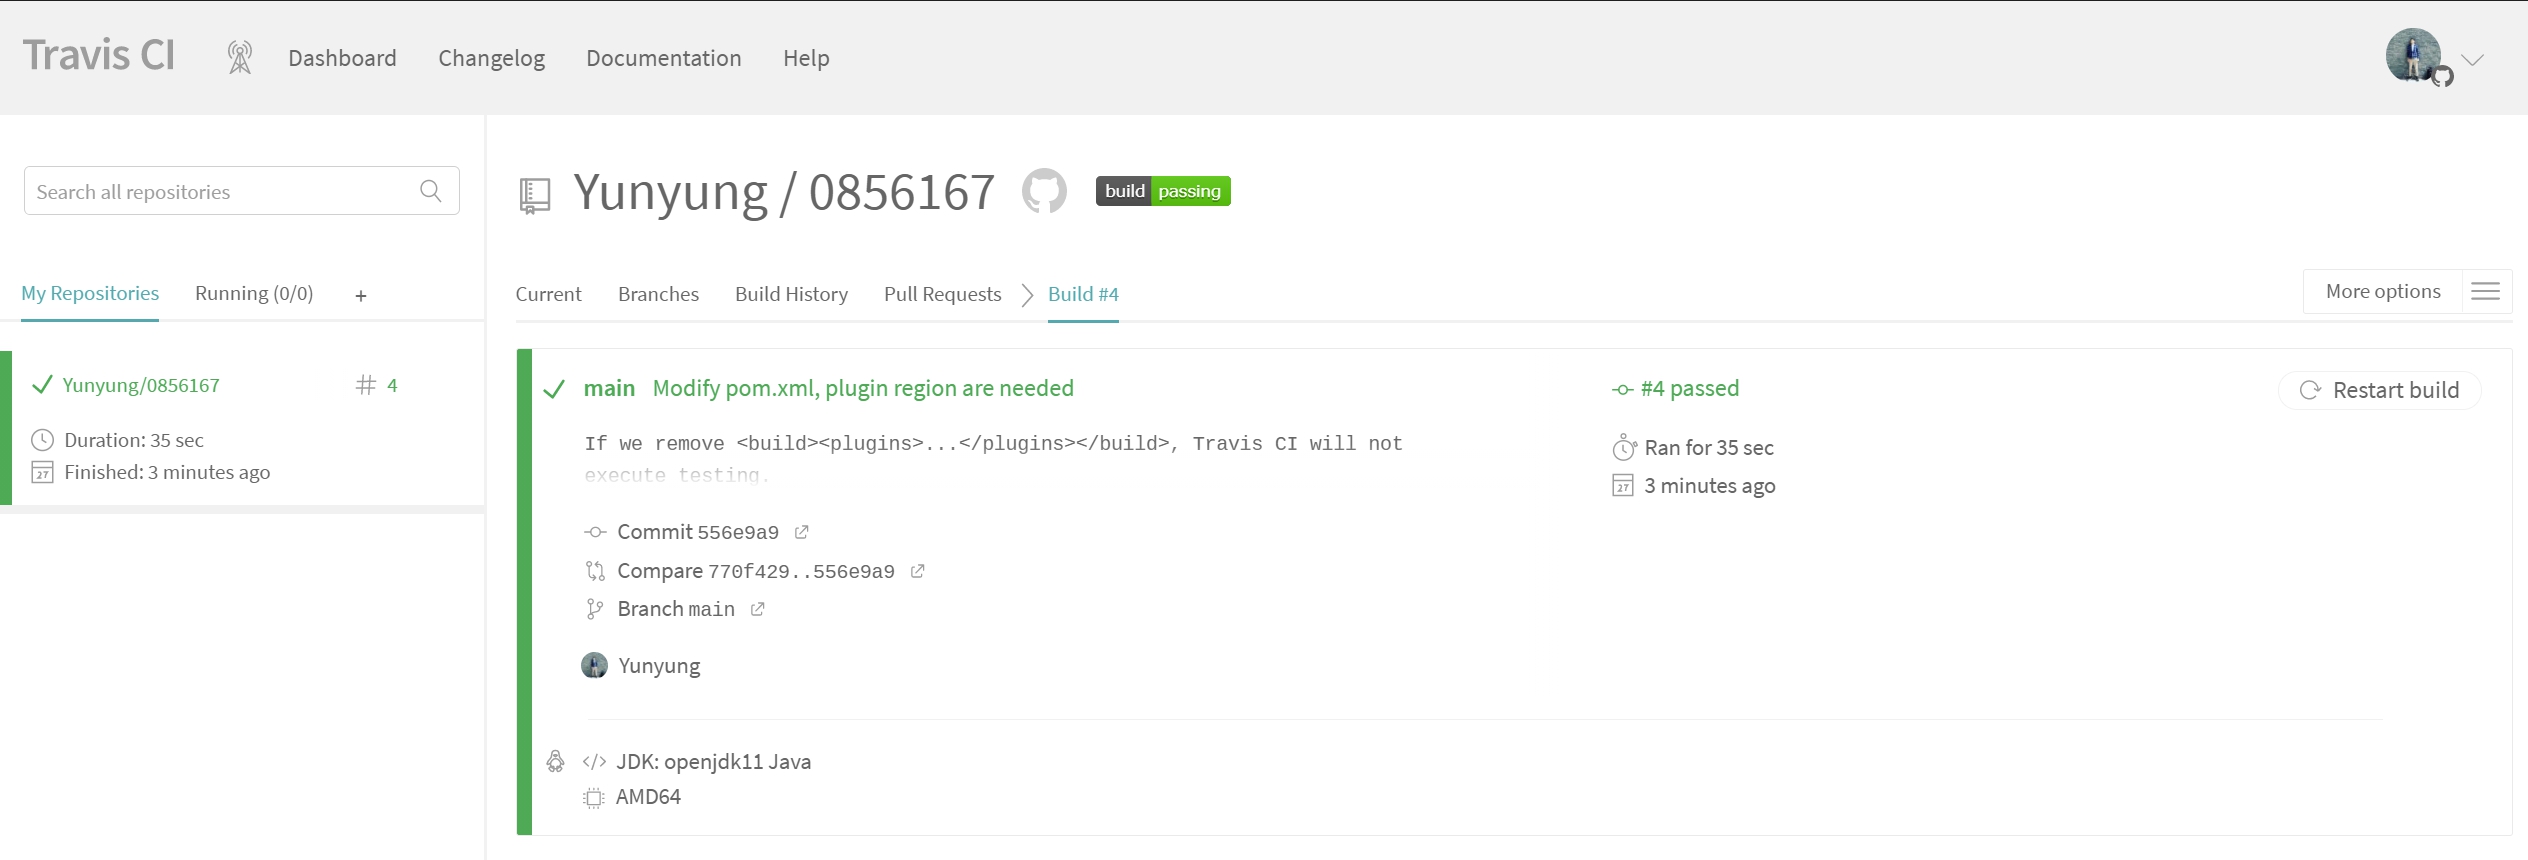 Travis CI Dashboard Changelog Documentation Help
Search all repositories
My Repositories Running (0/0) +
Yunyung/0856167 # 4
Duration: 35 sec
27 Finished: 3 minutes ago
Yunyung / 0856167 build passing
Current Branches Build History Pull Requests Build #4 More options
main Modify pom.xml, plugin region are needed
If we remove <build><plugins>...</plugins></build>, Travis CI will not
execute testing.
#4 passed
Ran for 35 sec
27 3 minutes ago
Restart build
Commit 556e9a9
Compare 770f429..556e9a9
Branch main
Yunyung
</> JDK: openjdk11 Java
AMD64